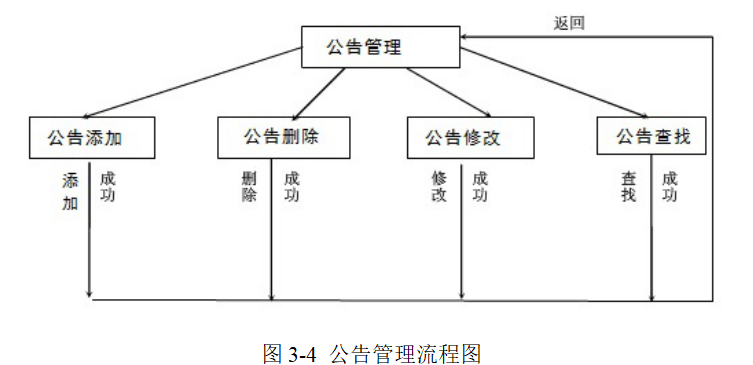 返回
公告管理
公告添加
公告删除
公告修改
公告查找
添加
成功
删除
成功
修改
成功
查找
成功
图 3-4 公告管理流程图